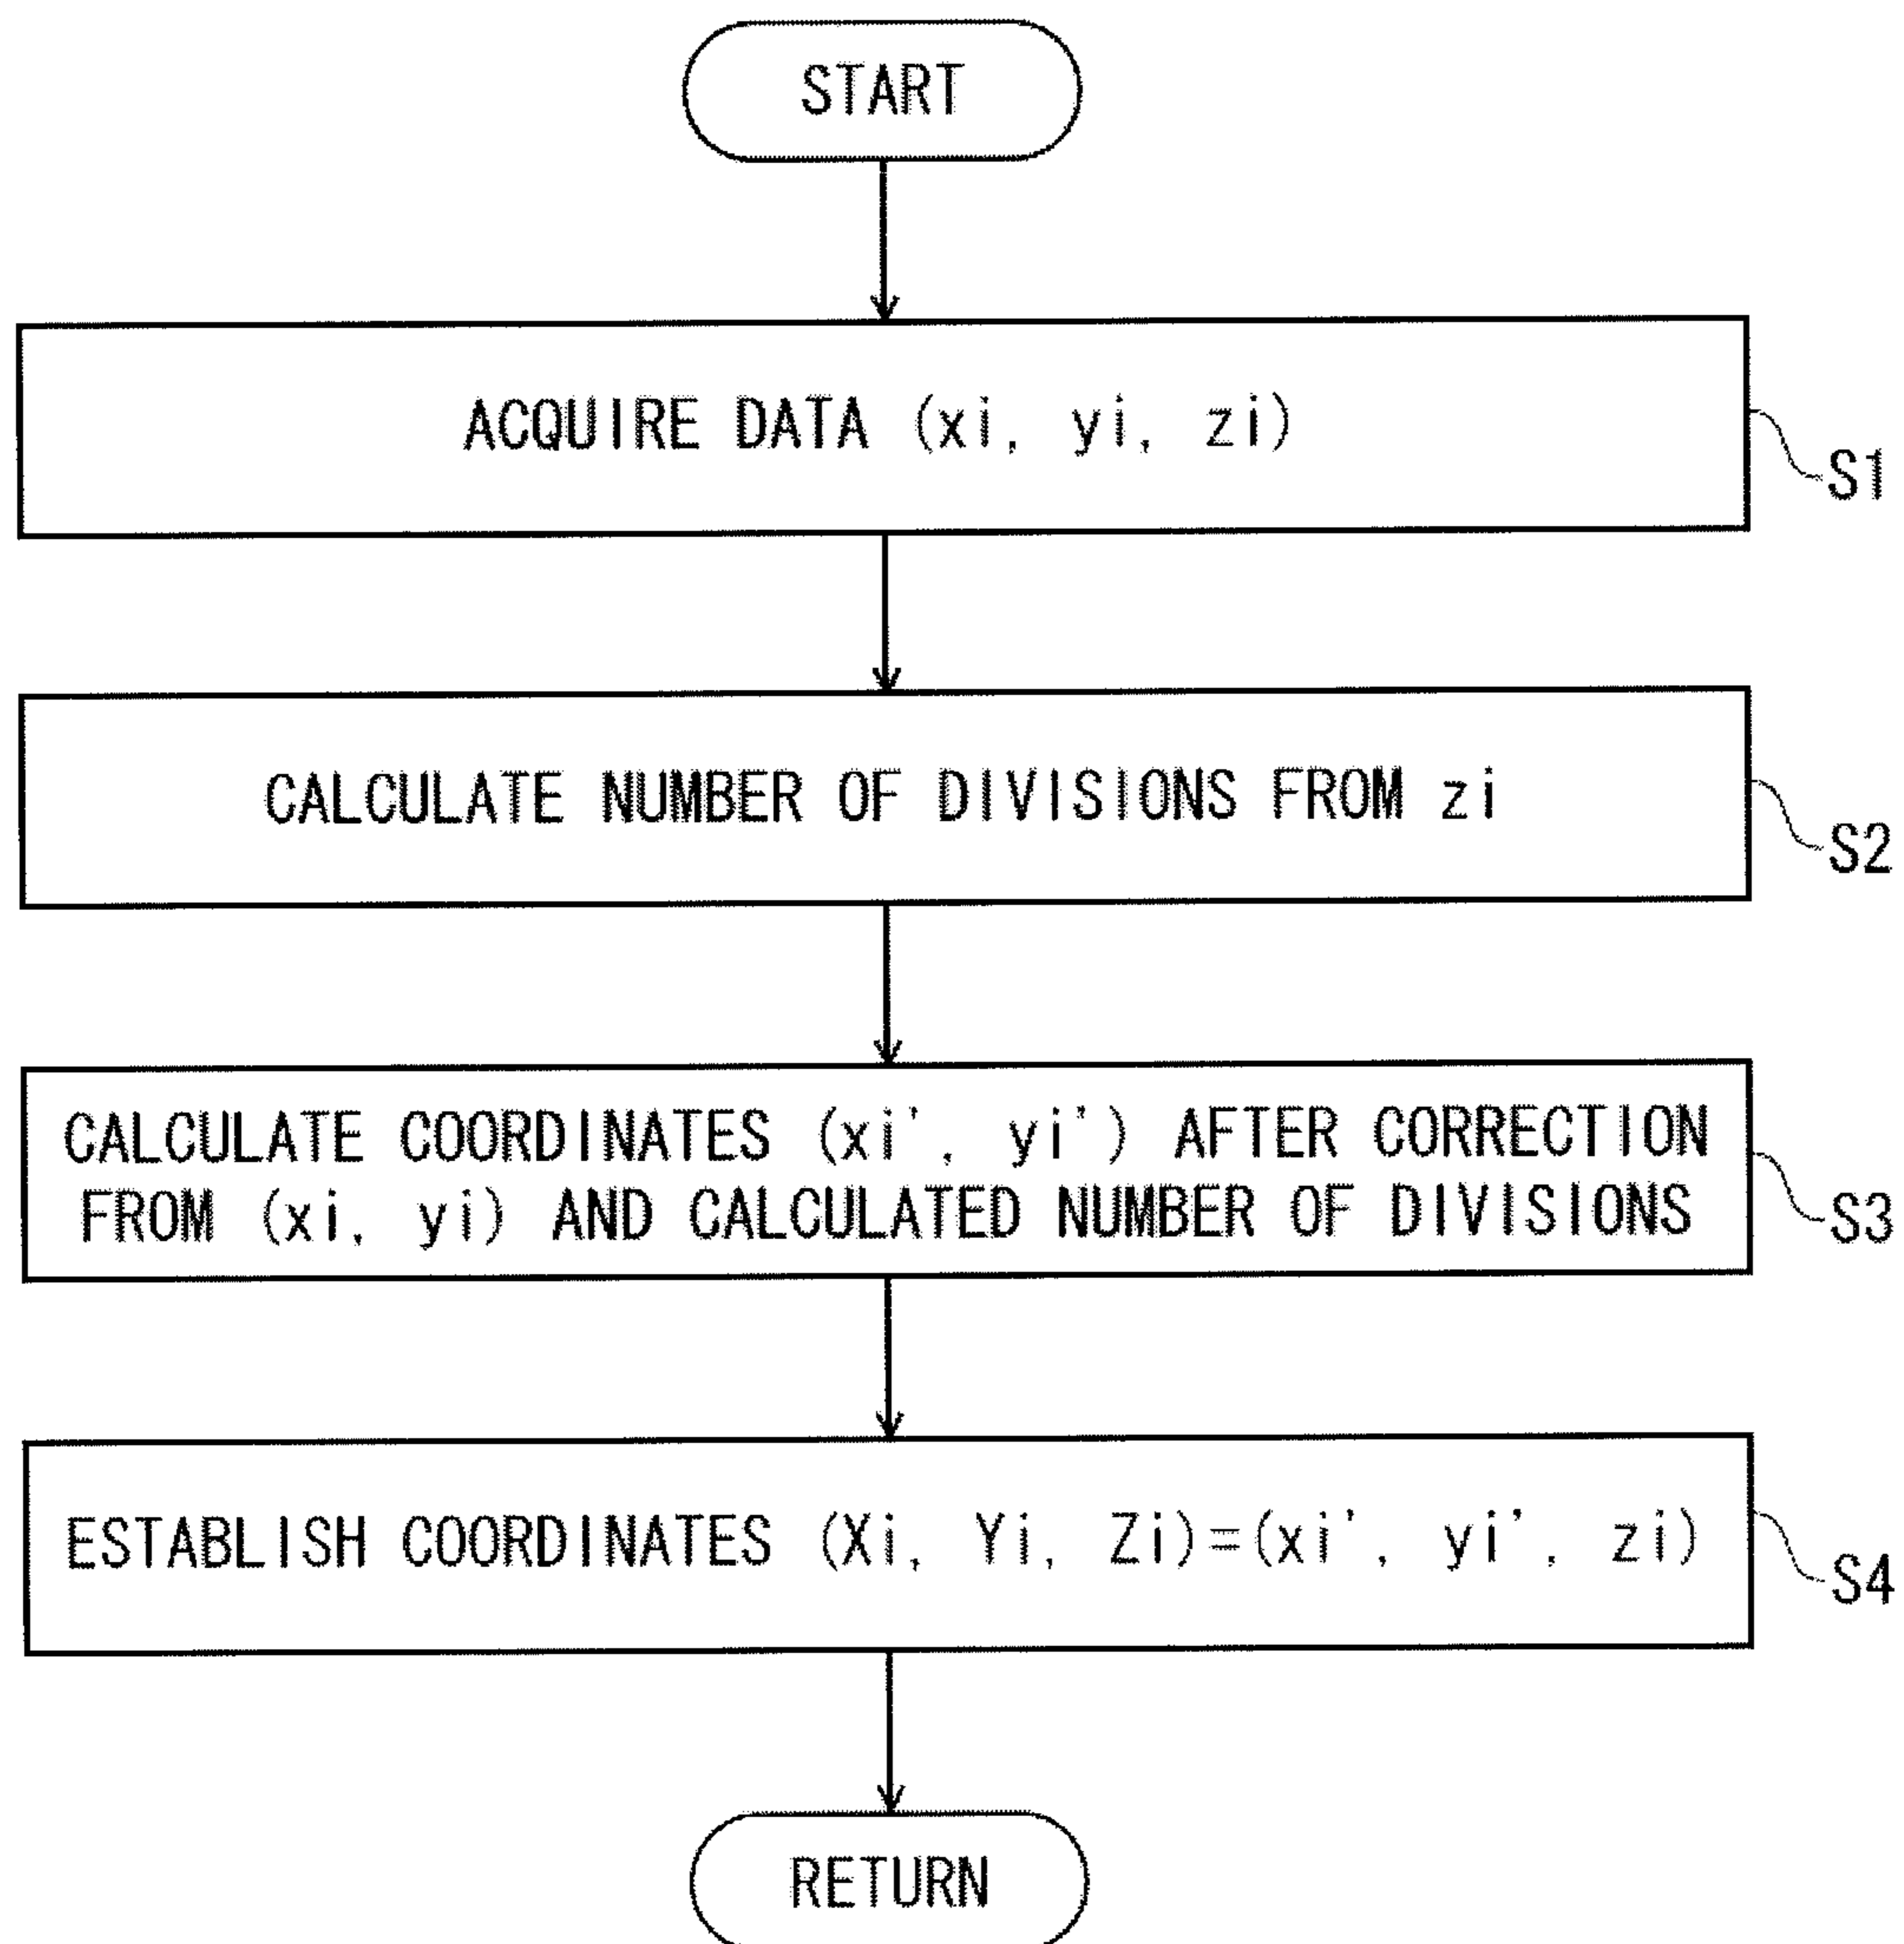 START
ACQUIRE DATA (xi, yi, zi)
S1
CALCULATE NUMBER OF DIVISIONS FROM zi
S2
CALCULATE COORDINATES (xi', yi') AFTER CORRECTION
FROM (xi, yi) AND CALCULATED NUMBER OF DIVISIONS
S3
ESTABLISH COORDINATES (Xi, Yi, Zi)=(xi', yi', zi)
S4
RETURN